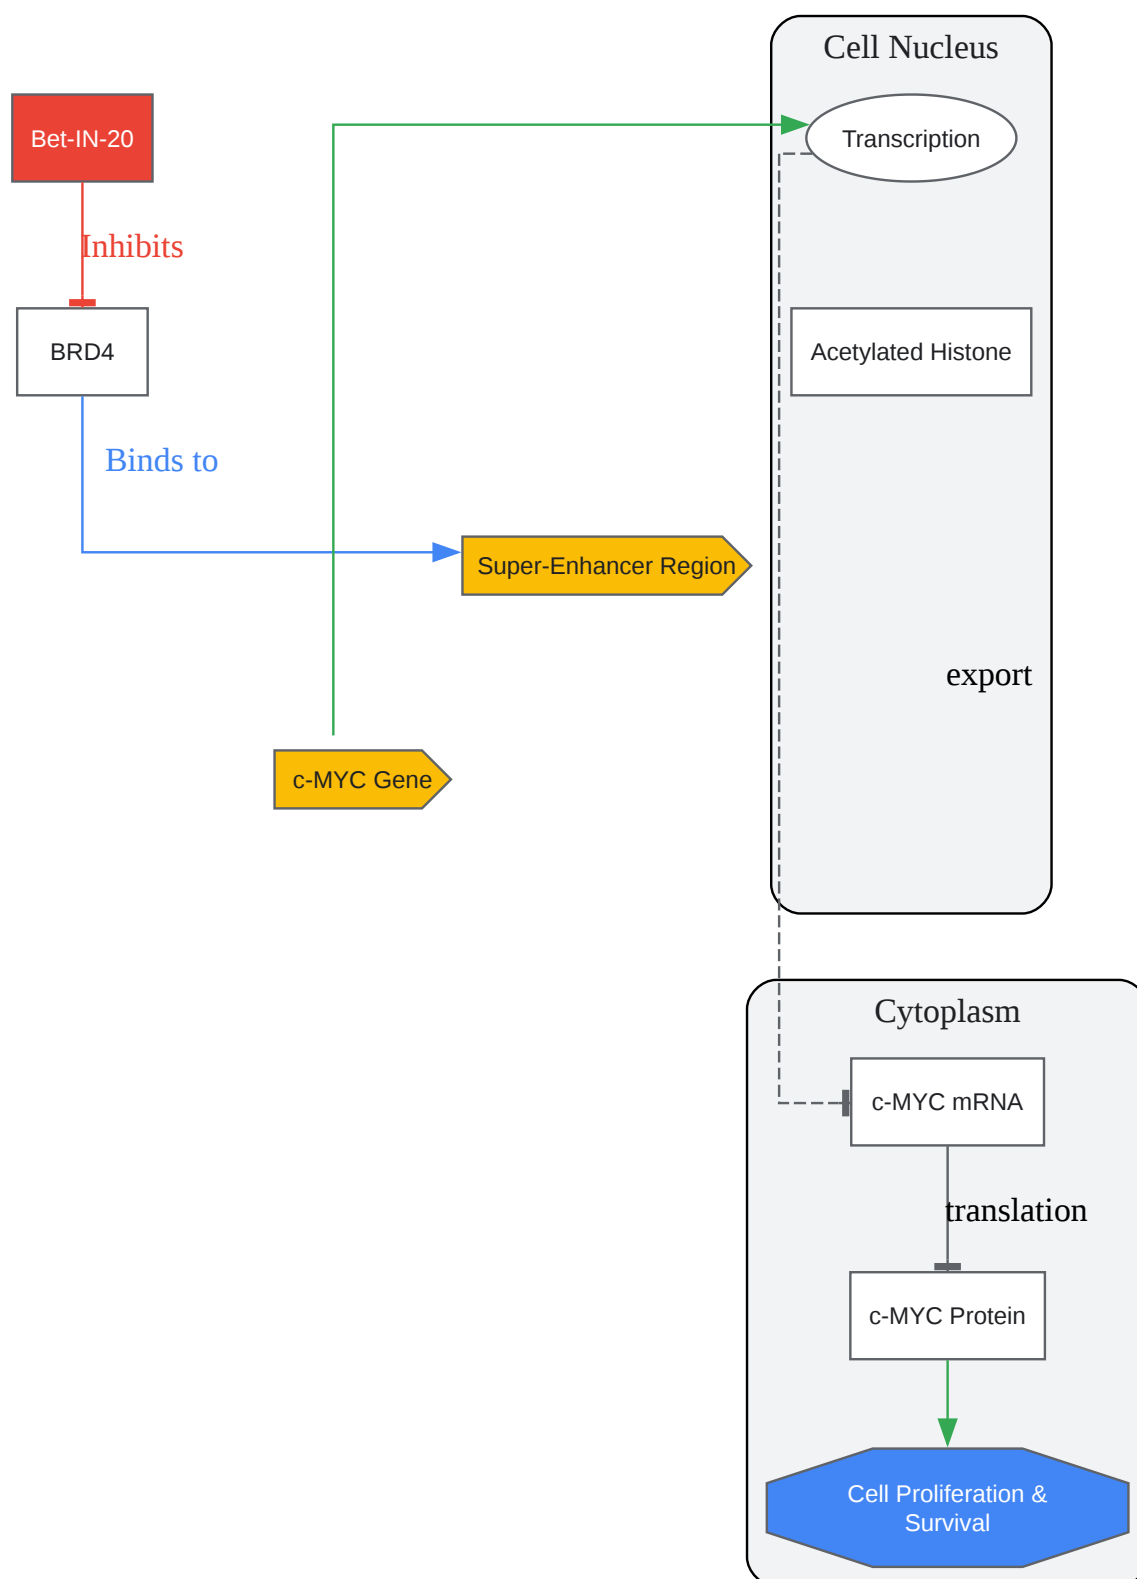 Cell Nucleus
Bet-IN-20
Transcription
Inhibits
BRD4
Acetylated Histone
Binds to
Super-Enhancer Region
export
c-MYC Gene
Cytoplasm
c-MYC mRNA
translation
c-MYC Protein
Cell Proliferation &
Survival